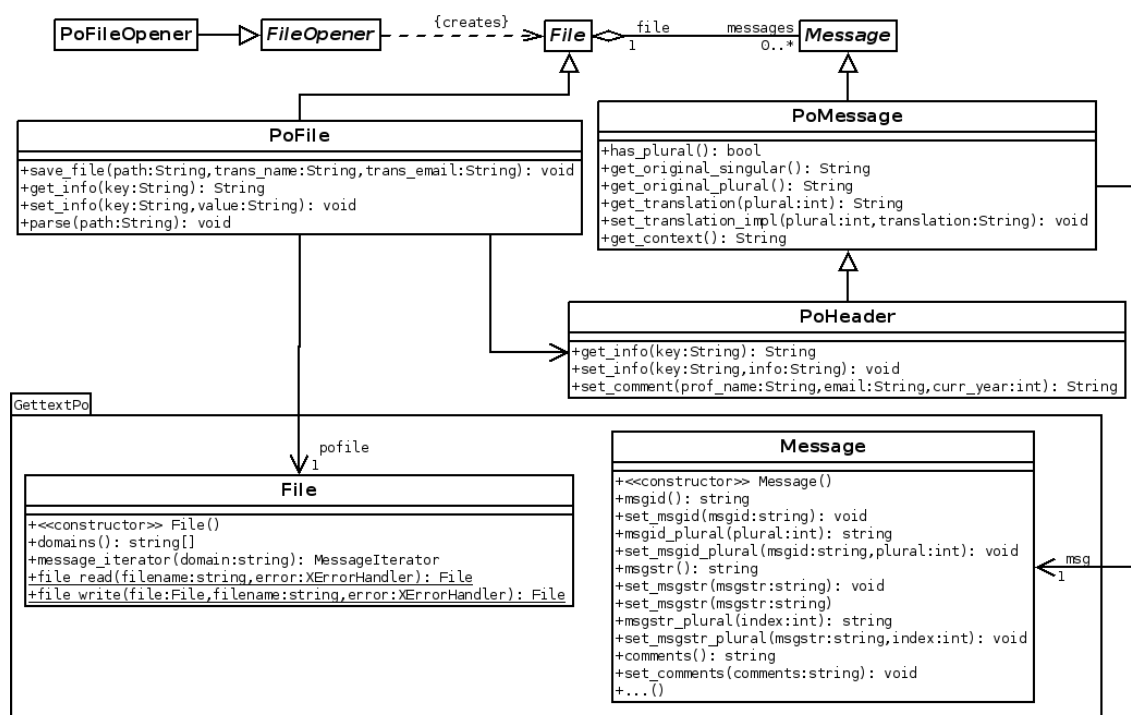 {creates}
PoFileOpener
FileOpener
File
file
1
messages
0..*
Message
PoFile
+save_file(path:String,trans_name:String,trans_email:String): void
+get_info(key:String): String
+set_info(key:String,value:String): void
+parse(path:String): void
PoMessage
+has_plural(): bool
+get_original_singular(): String
+get_original_plural(): String
+get_translation(plural:int): String
+set_translation_impl(plural:int,translation:String): void
+get_context(): String
PoHeader
+get_info(key:String): String
+set_info(key:String,info:String): void
+set_comment(prof_name:String,email:String,curr_year:int): String
GettextPo
pofile
1
File
+<<constructor>> File()
+domains(): string[]
+message_iterator(domain:string): MessageIterator
+file_read(filename:string,error:XErrorHandler): File
+file_write(file:File,filename:string,error:XErrorHandler): File
Message
+<<constructor>> Message()
+msgid(): string
+set_msgid(msgid:string): void
+msgid_plural(plural:int): string
+set_msgid_plural(msgid:string,plural:int): void
+msgstr(): string
+set_msgstr(msgstr:string): void
+set_msgstr(msgstr:string)
+msgstr_plural(index:int): string
+set_msgstr_plural(msgstr:string,index:int): void
+comments(): string
+set_comments(comments:string): void
+...()
msg
1